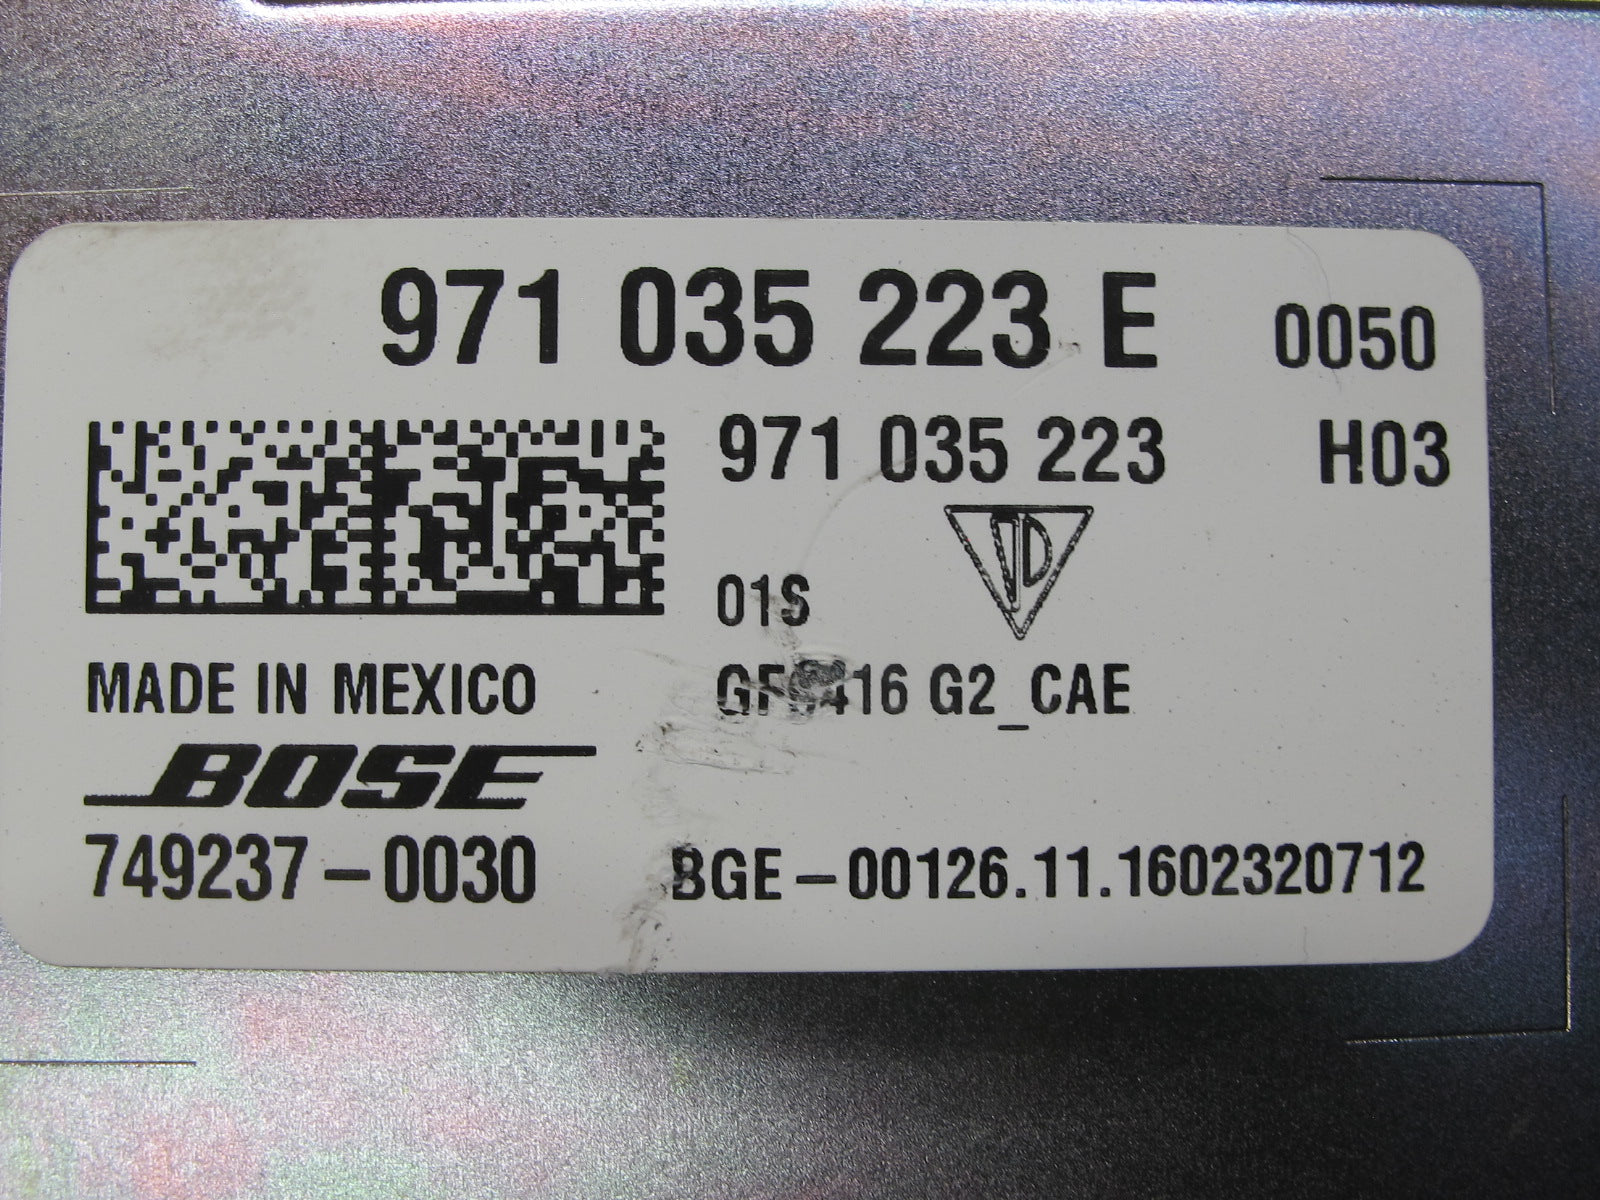 971 035 223 E 0050
971 035 223 H03
01S
MADE IN MEXICO
G2_CAE
BOSE
749237-0030
BGE-00126.11.1602320712